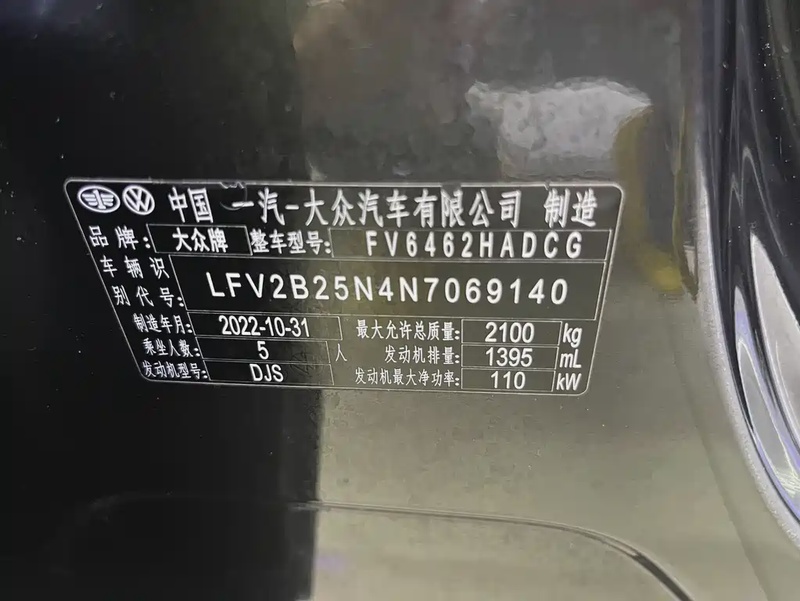 中国 一汽-大众汽车有限公司 制造
品牌: 大众牌 整车型号: FV6462HADCG
车辆识别代号: LFV2B25N4N7069140
制造年月: 2022-10-31 最大允许总质量: 2100 kg
乘坐人数: 5 人 发动机排量: 1395 mL
发动机型号: DJS 发动机最大净功率: 110 kW